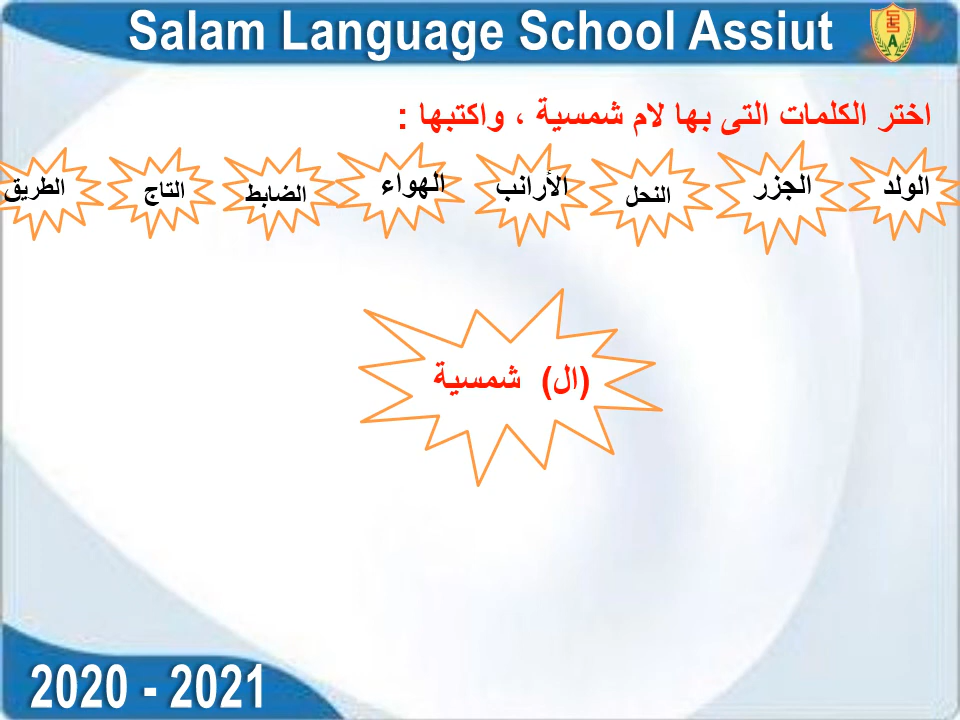 Salam Language School Assiut
اختر الكلمات التى بها لام شمسية ، واكتبها :
الولد الجزر النحل الأرانب الهواء الضابط التاج الطريق
(ال) شمسية
2020 - 2021